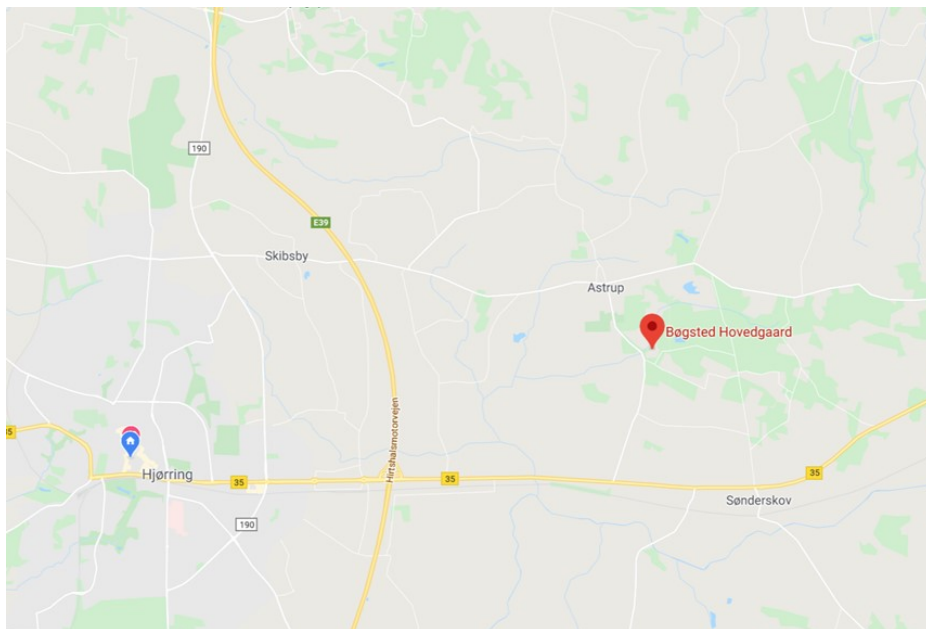 190
E39
Skibsby
Astrup
Bøgsted Hovedgaard
Hirtshalsmotorvejen
35
Hjørring
35
35
35
Sønderskov
190